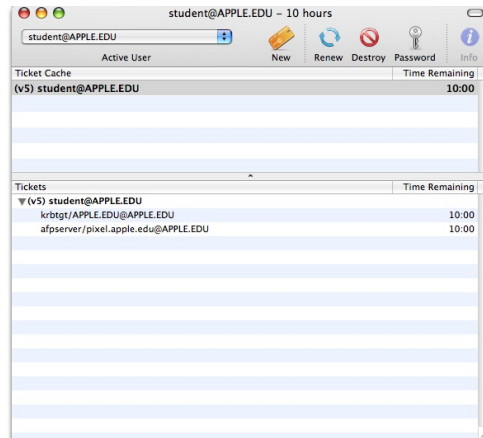 student@APPLE.EDU – 10 hours
student@APPLE.EDU
Active User New Renew Destroy Password Info
Ticket Cache Time Remaining
(v5) student@APPLE.EDU 10:00
Tickets Time Remaining
(v5) student@APPLE.EDU
krbtgt/APPLE.EDU@APPLE.EDU 10:00
afpserver/pixel.apple.edu@APPLE.EDU 10:00